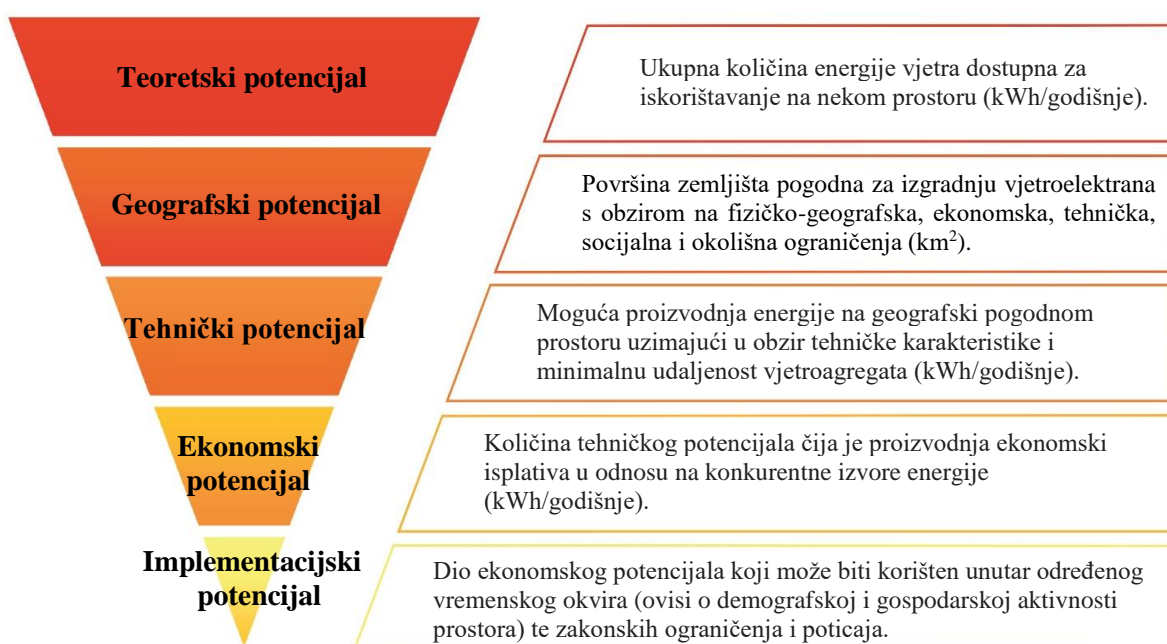 Teoretski potencijal
Ukupna količina energije vjetra dostupna za
iskorištavanje na nekom prostoru (kWh/godišnje).
Geografski potencijal
Površina zemljišta pogodna za izgradnju vjetroelektrana
s obzirom na fizičko-geografska, ekonomska, tehnička,
socijalna i okolišna ograničenja (km²).
Tehnički potencijal
Moguća proizvodnja energije na geografski pogodnom
prostoru uzimajući u obzir tehničke karakteristike i
minimalnu udaljenost vjetroagregata (kWh/godišnje).
Ekonomski
potencijal
Količina tehničkog potencijala čija je proizvodnja ekonomski
isplativa u odnosu na konkurentne izvore energije
(kWh/godišnje).
Implementacijski
potencijal
Dio ekonomskog potencijala koji može biti korišten unutar određenog
vremenskog okvira (ovisi o demografskoj i gospodarskoj aktivnosti
prostora) te zakonskih ograničenja i poticaja.